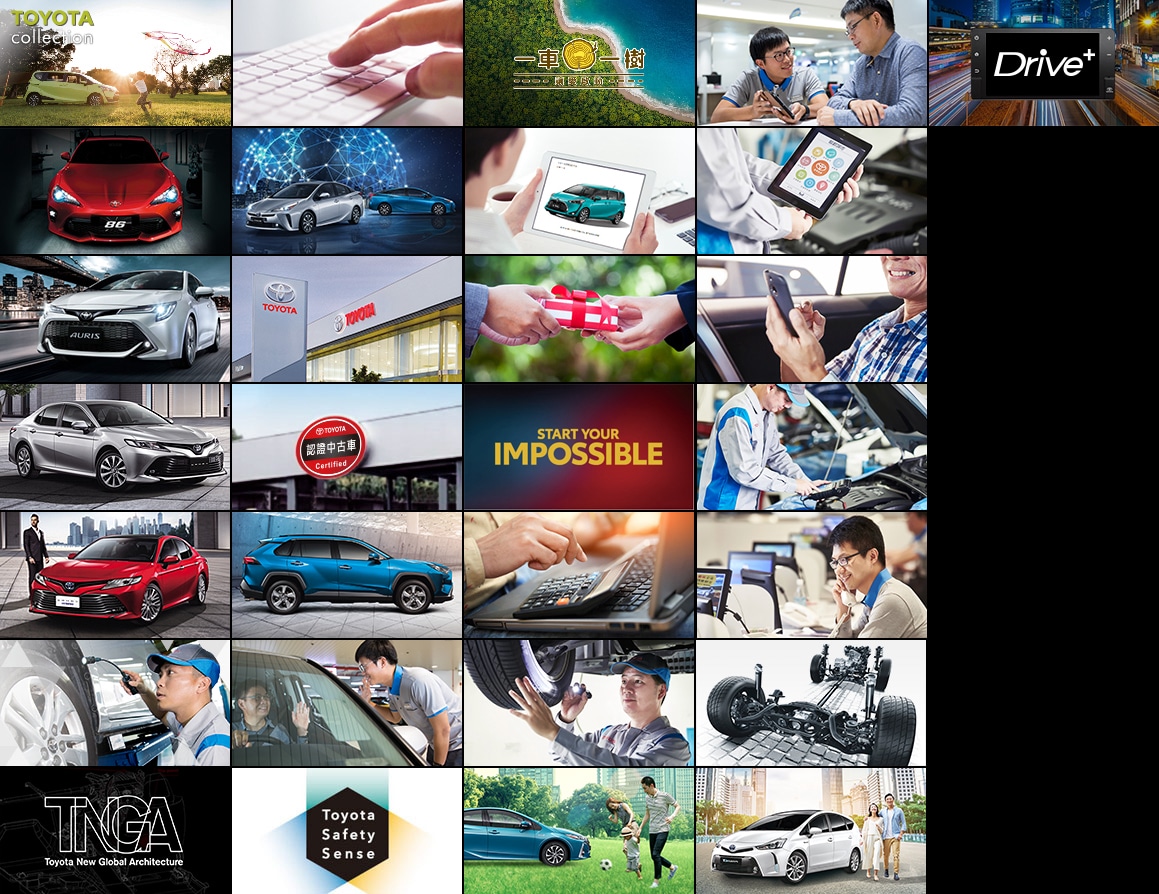 TOYOTA
collection
一車一樹
Drive+
86
AURIS
TOYOTA
TOYOTA
TOYOTA
認證中古車
Certified
START YOUR
IMPOSSIBLE
TNGA
Toyota New Global Architecture
Toyota
Safety
Sense